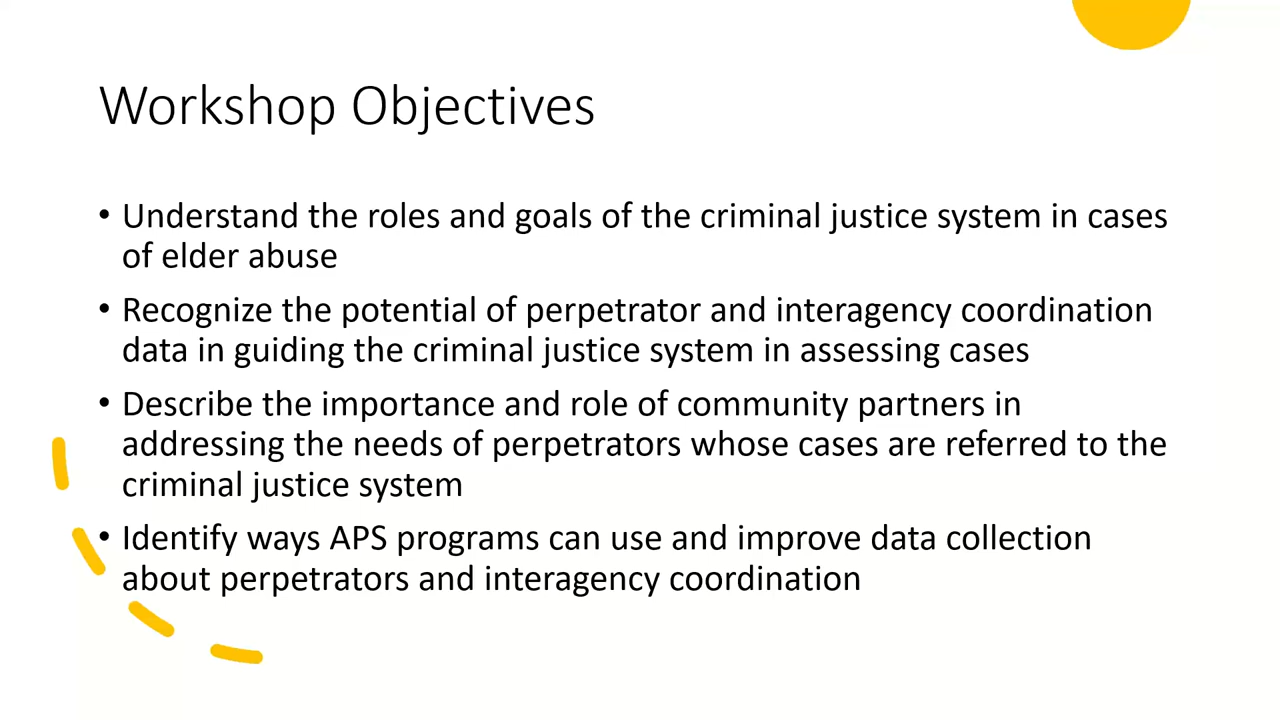 Workshop Objectives
• Understand the roles and goals of the criminal justice system in cases
of elder abuse
• Recognize the potential of perpetrator and interagency coordination
data in guiding the criminal justice system in assessing cases
• Describe the importance and role of community partners in
addressing the needs of perpetrators whose cases are referred to the
criminal justice system
• Identify ways APS programs can use and improve data collection
about perpetrators and interagency coordination